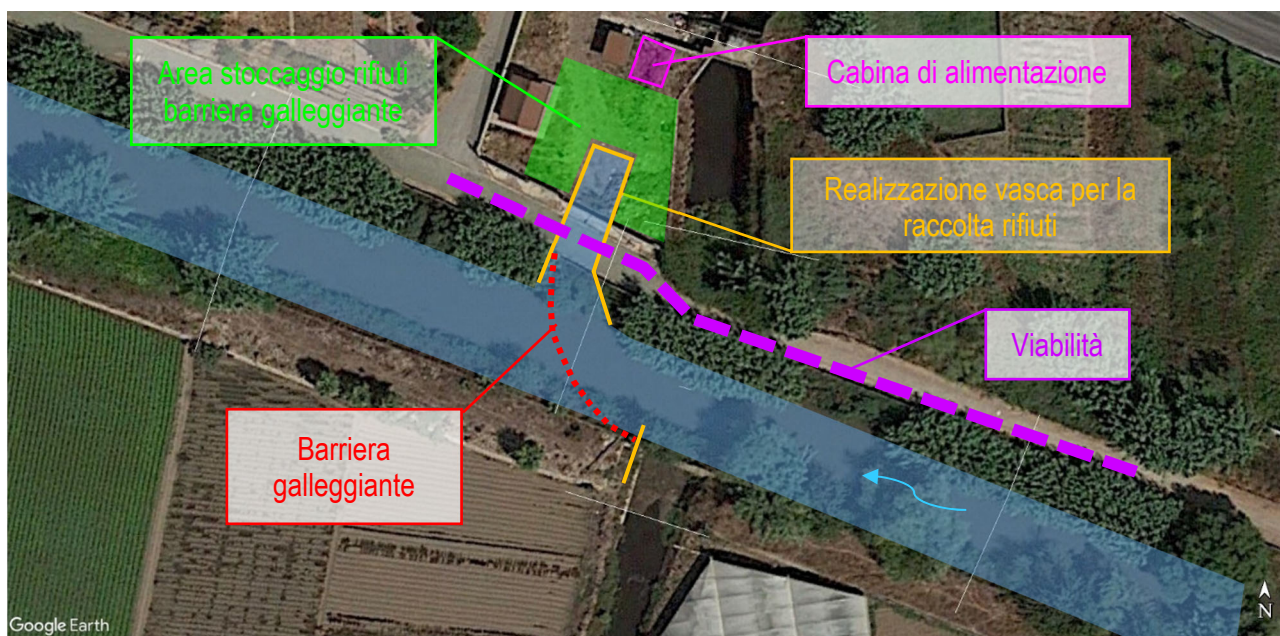 Area stoccaggio rifiuti
barriera galleggiante
Cabina di alimentazione
Realizzazione vasca per la
raccolta rifiuti
Viabilità
Barriera
galleggiante
N
Google Earth